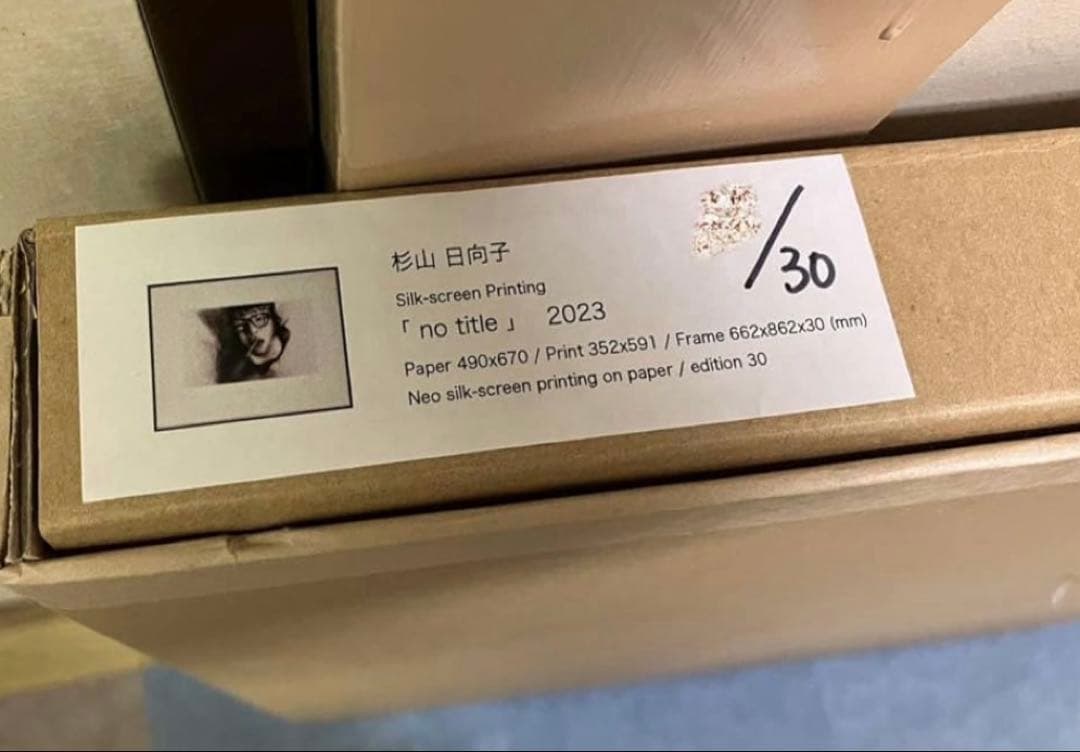 杉山 日向子
Silk-screen Printing
「 no title 」 2023
Paper 490x670 / Print 352x591 / Frame 662x862x30 (mm)
Neo silk-screen printing on paper / edition 30
/30